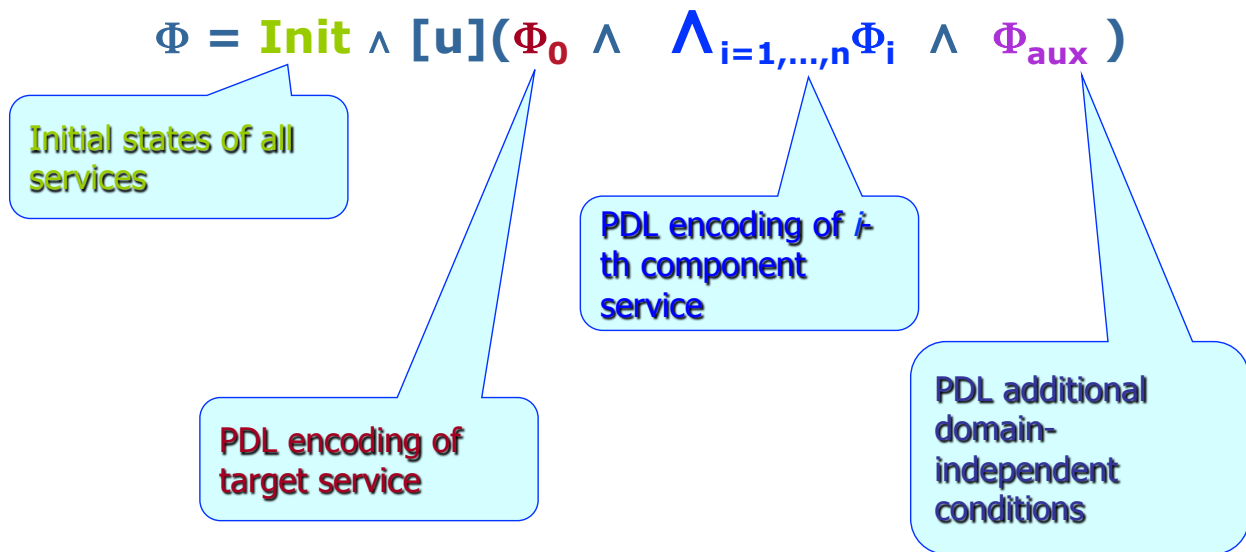 Φ = Init ∧ [u](Φ0 ∧ ∧i=1,...,nΦi ∧ Φaux )
Initial states of all
services
PDL encoding of i-
th component
service
PDL encoding of
target service
PDL additional
domain-
independent
conditions